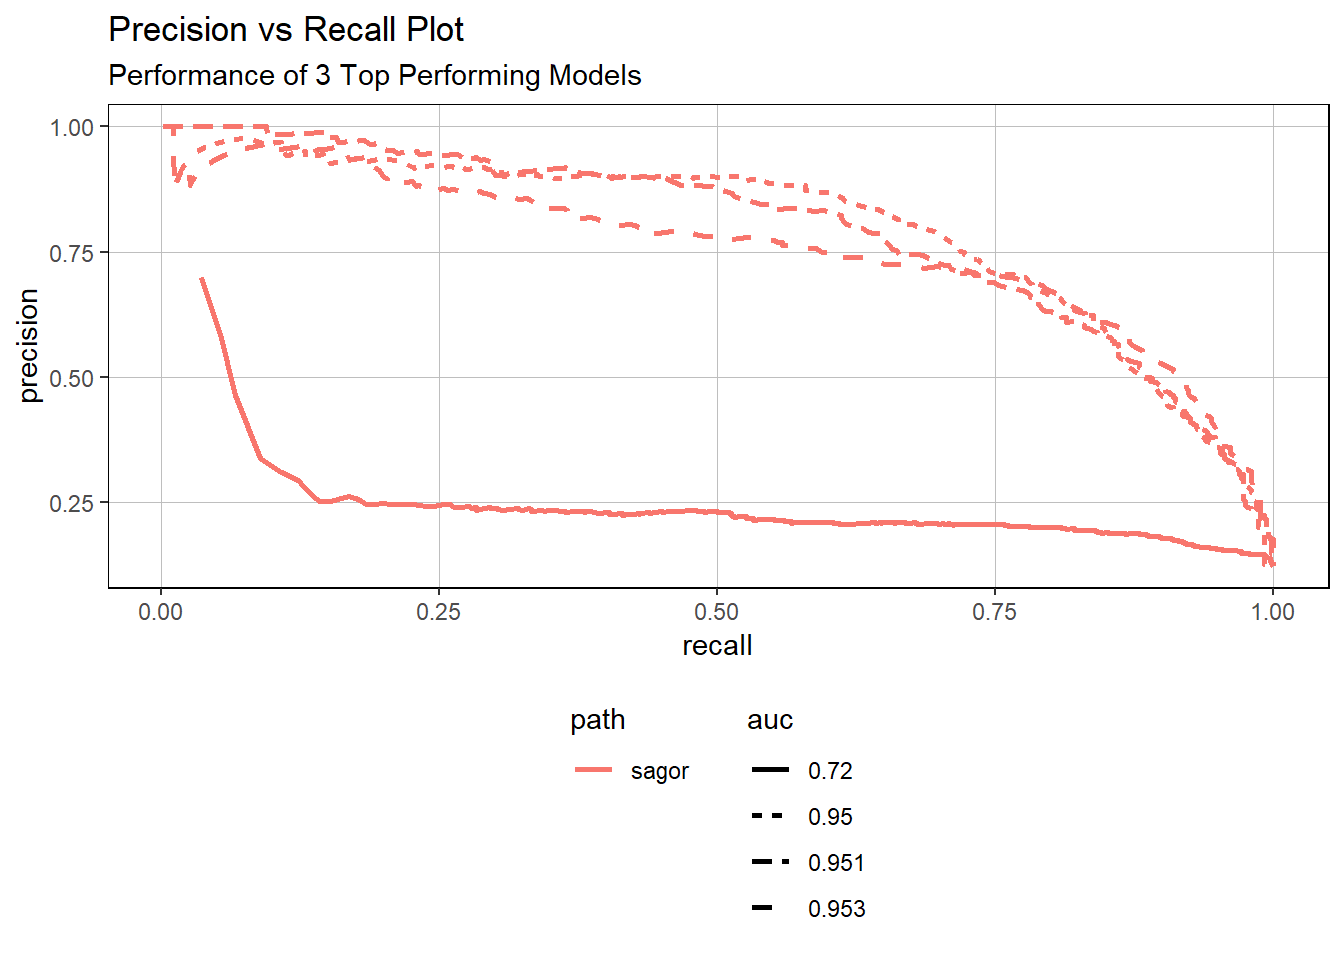 Precision vs Recall Plot
Performance of 3 Top Performing Models
precision
1.00
0.75
0.50
0.25
0.00 0.25 0.50 0.75 1.00
recall
path
sagor
auc
0.72
0.95
0.951
0.953